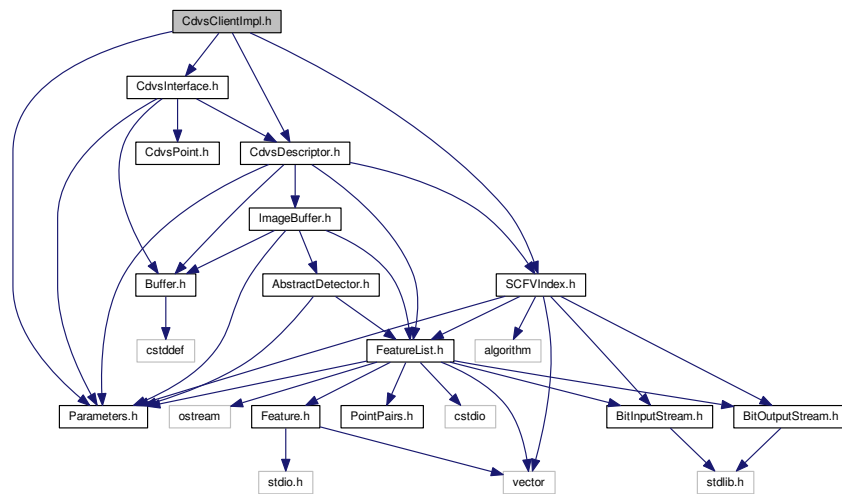 CdvsClientImpl.h
CdvsInterface.h
CdvsPoint.h
CdvsDescriptor.h
ImageBuffer.h
Buffer.h
AbstractDetector.h
SCFVIndex.h
cstddef
FeatureList.h
algorithm
Parameters.h
ostream
Feature.h
PointPairs.h
cstdio
BitInputStream.h
BitOutputStream.h
stdio.h
vector
stdlib.h